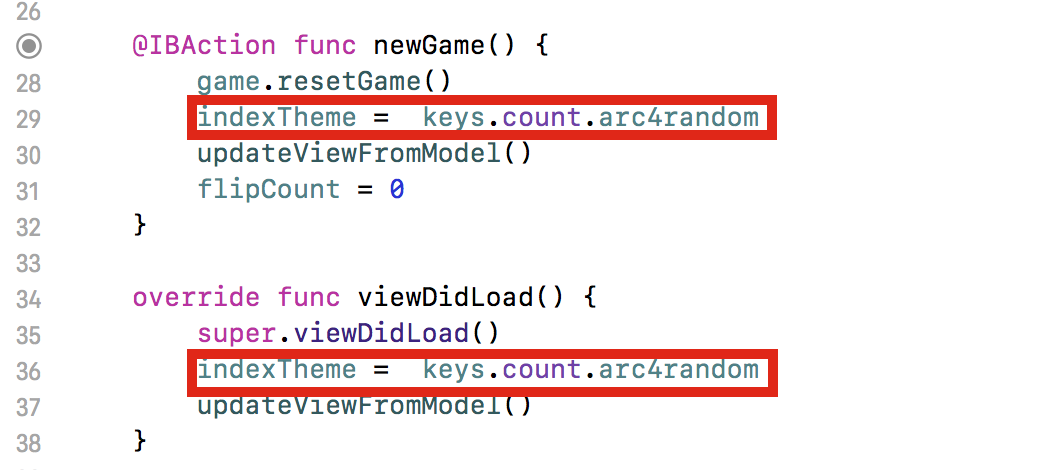 26
@IBAction func newGame() {
28 game.resetGame()
29 indexTheme =  keys.count.arc4random
30 updateViewFromModel()
31 flipCount = 0
32 }
33
34 override func viewDidLoad() {
35 super.viewDidLoad()
36 indexTheme =  keys.count.arc4random
37 updateViewFromModel()
38 }